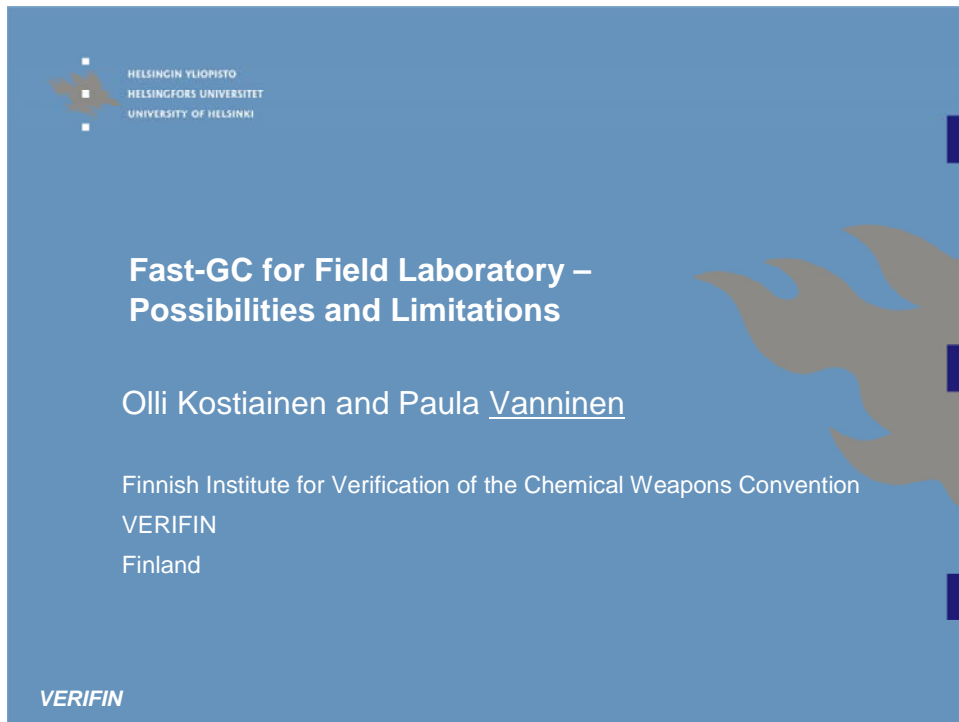 HELSINGIN YLIOPISTO
HELSINGFORS UNIVERSITET
UNIVERSITY OF HELSINKI
Fast-GC for Field Laboratory –
Possibilities and Limitations
Olli Kostiainen and Paula Vanninen
Finnish Institute for Verification of the Chemical Weapons Convention
VERIFIN
Finland
VERIFIN